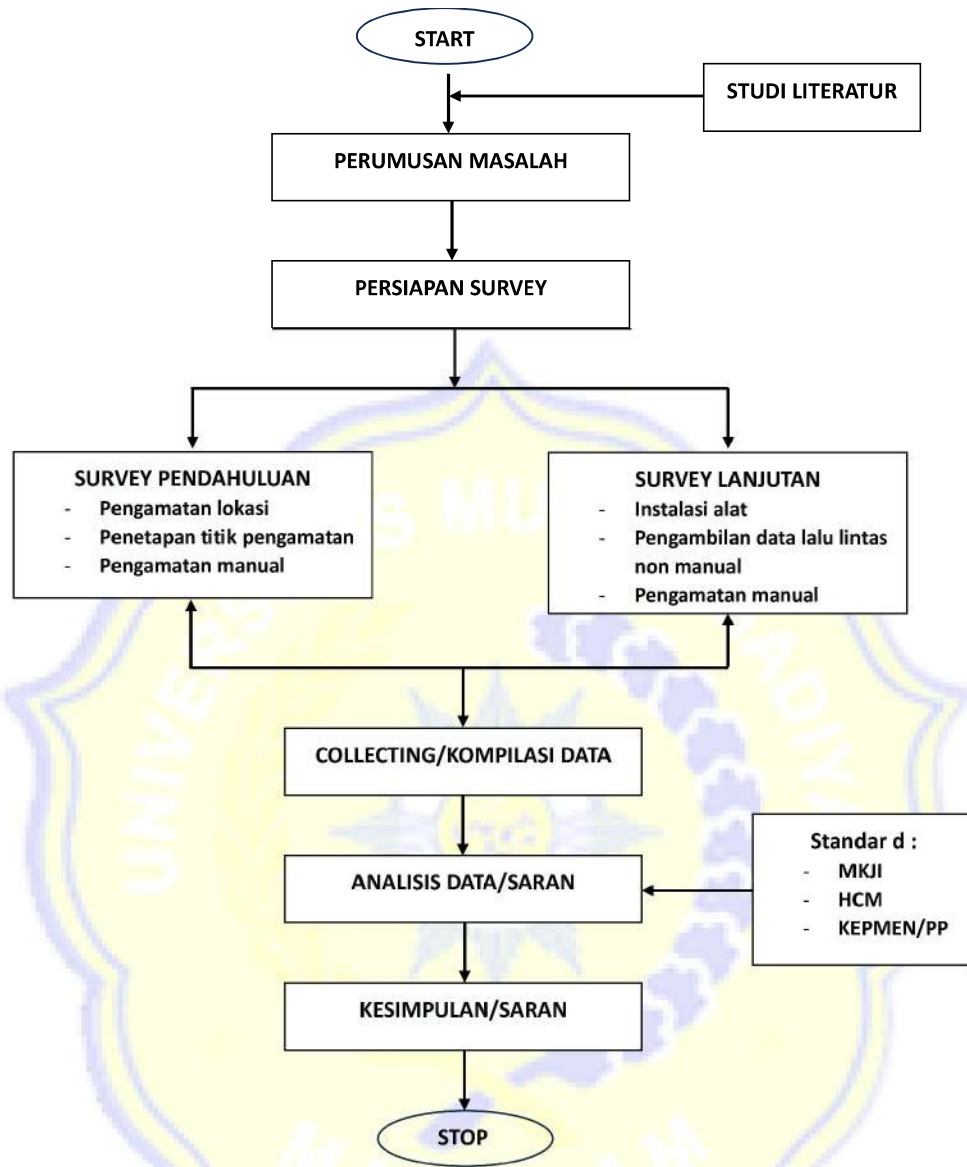 START
STUDI LITERATUR
PERUMUSAN MASALAH
PERSIAPAN SURVEY
SURVEY PENDAHULUAN
- Pengamatan lokasi
- Penetapan titik pengamatan
- Pengamatan manual
SURVEY LANJUTAN
- Instalasi alat
- Pengambilan data lalu lintas
non manual
- Pengamatan manual
COLLECTING/KOMPILASI DATA
ANALISIS DATA/SARAN
Standar d :
- MKJI
- HCM
- KEPMEN/PP
KESIMPULAN/SARAN
STOP